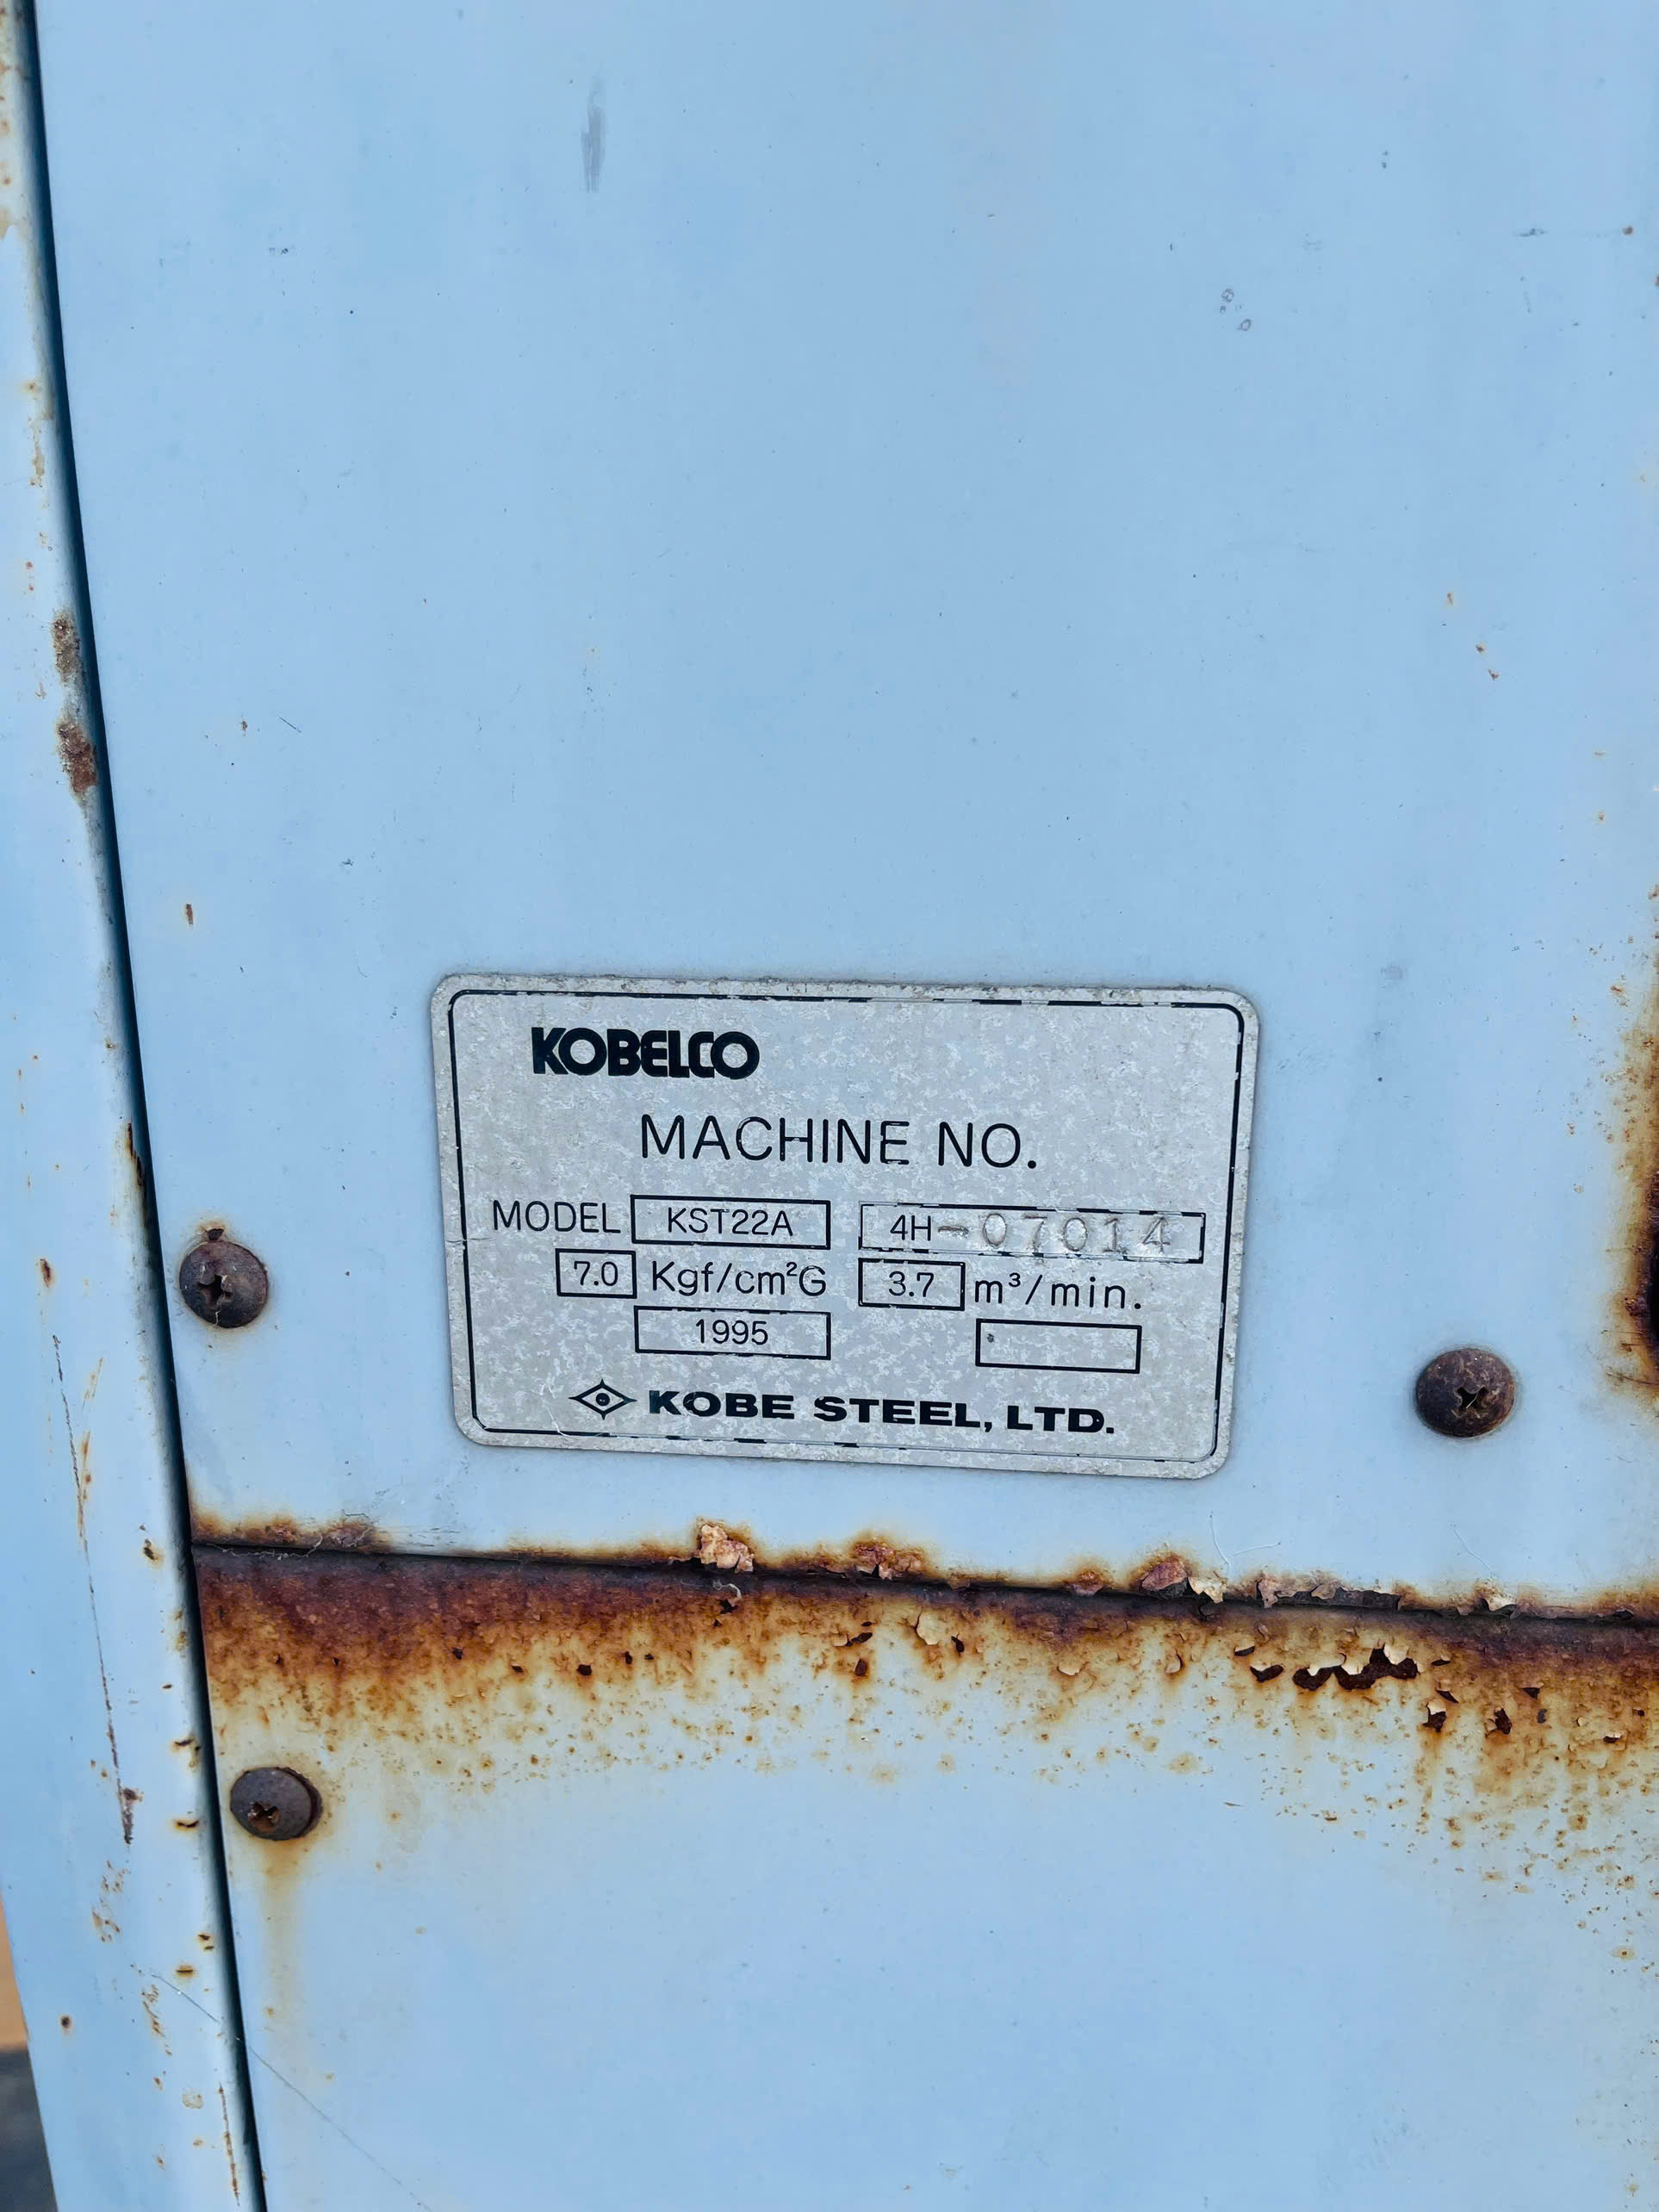 KOBELCO
MACHINE NO.
MODEL KST22A 4H-07014
7.0 Kgf/cm²G 3.7 m³/min.
1995
KOBE STEEL, LTD.